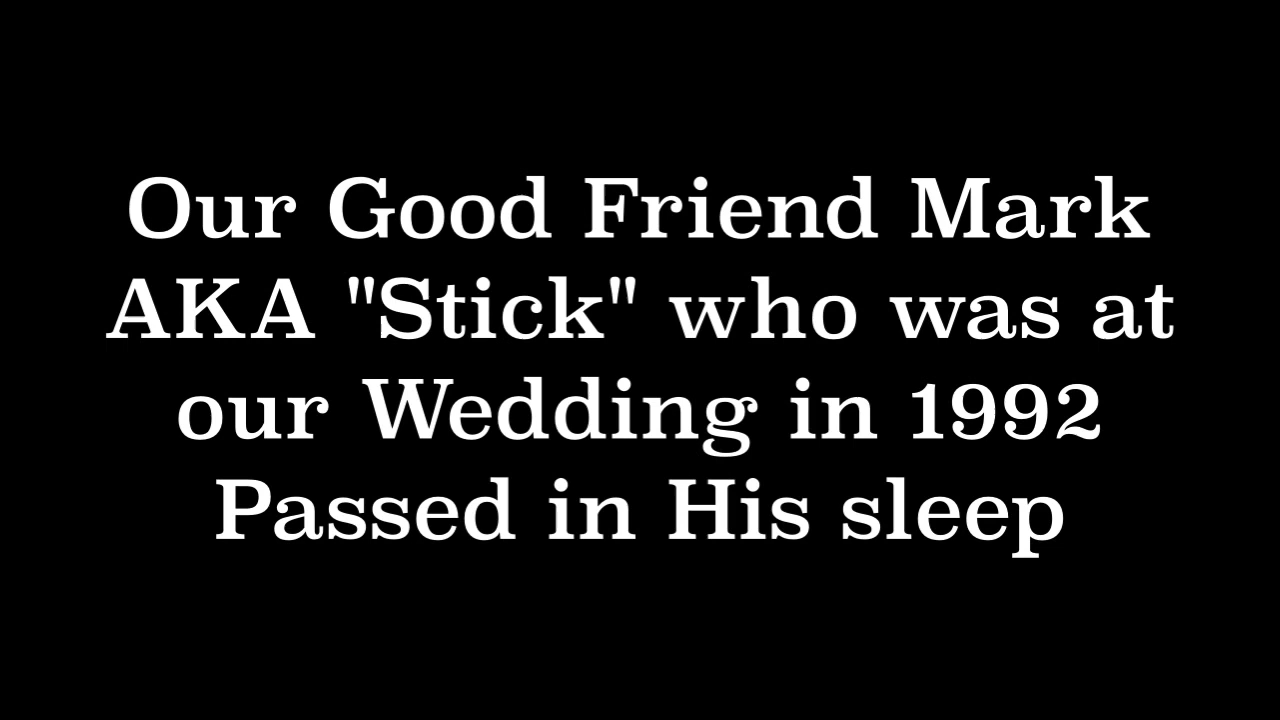 Our Good Friend Mark
AKA "Stick" who was at
our Wedding in 1992
Passed in His sleep